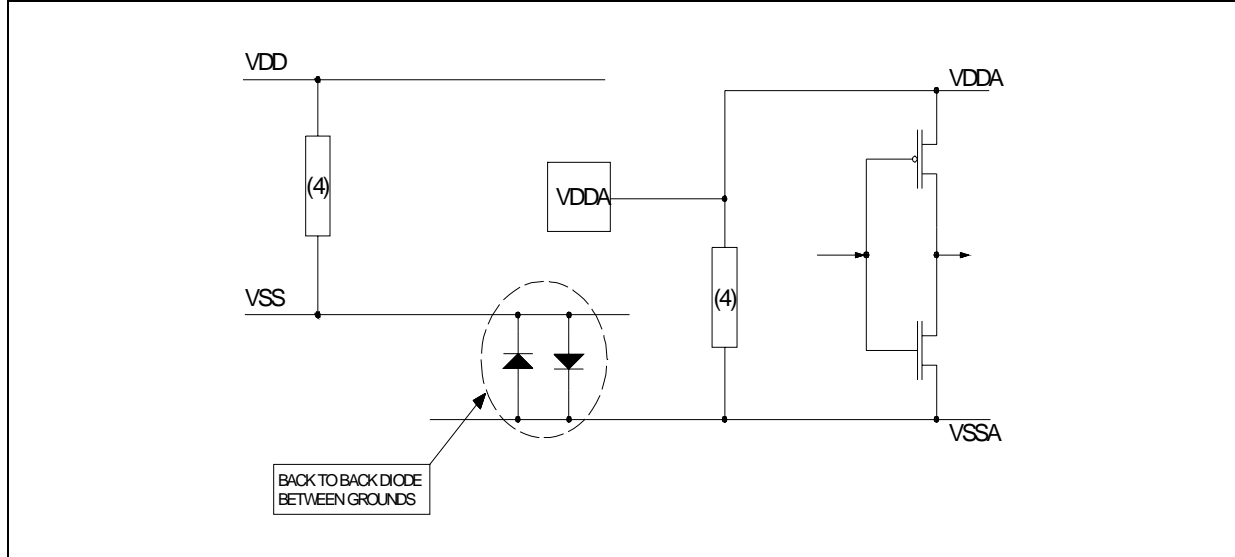 VDD
VDDA
(4)
VDDA
VSS
(4)
BACK TO BACK DIODE
BETWEEN GROUNDS
VSSA